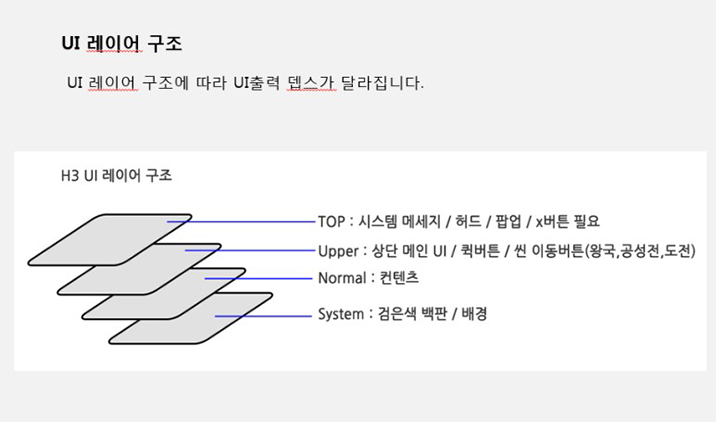 UI 레이어 구조
UI 레이어 구조에 따라 UI출력 뎁스가 달라집니다.
H3 UI 레이어 구조
TOP : 시스템 메세지 / 허드 / 팝업 / x버튼 필요
Upper : 상단 메인 UI / 퀵버튼 / 씬 이동버튼(왕국,공성전,도전)
Normal : 컨텐츠
System : 검은색 백판 / 배경